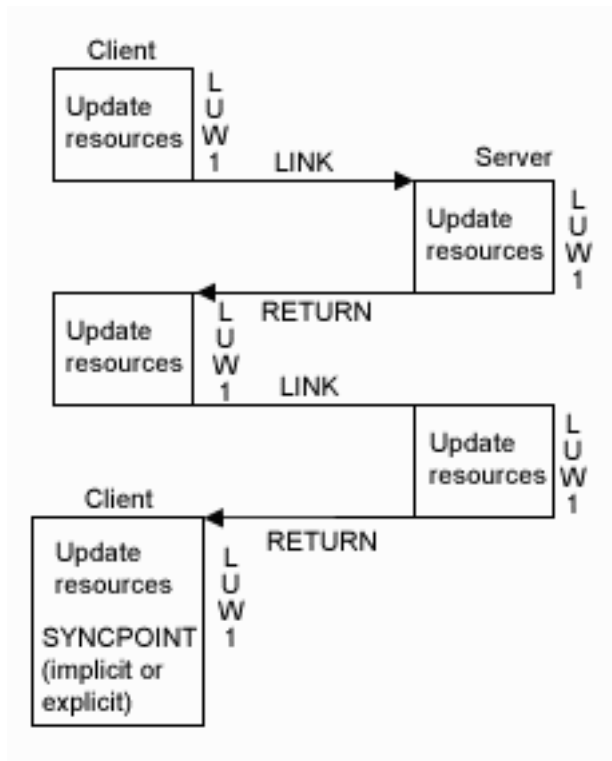 Client
Update
resources
L
U
W
1
LINK
Server
Update
resources
L
U
W
1
RETURN
Update
resources
L
U
W
1
LINK
Update
resources
L
U
W
1
RETURN
Client
Update
resources
SYNCPOINT
(implicit or
explicit)
L
U
W
1